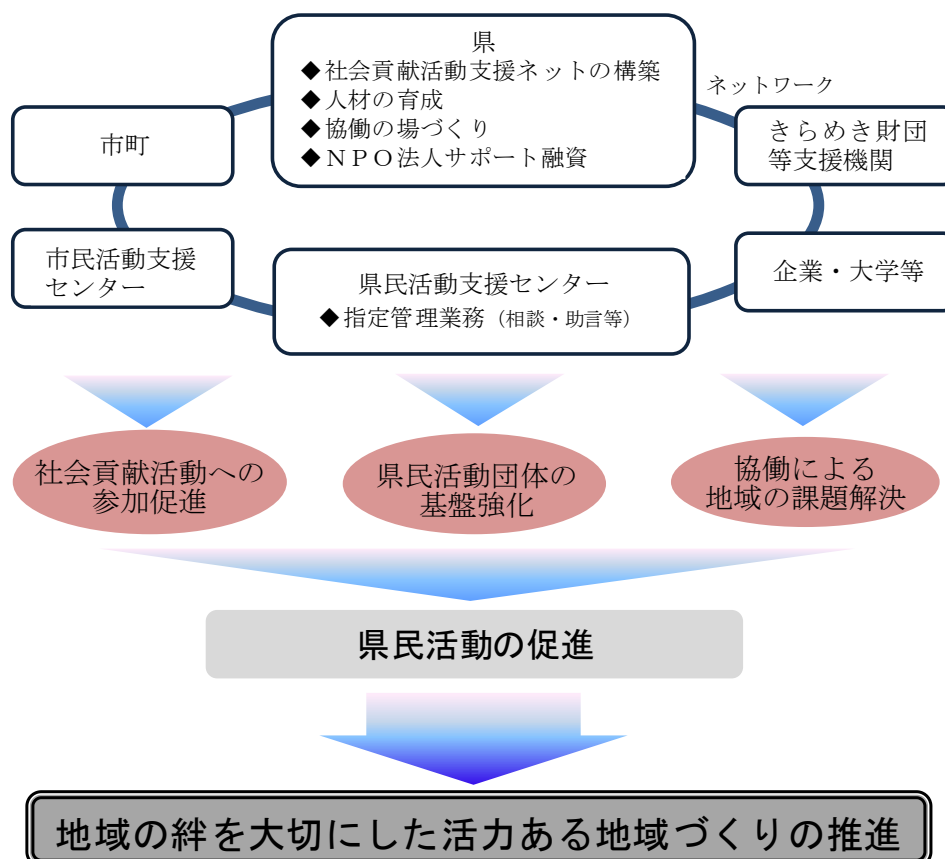 県
◆社会貢献活動支援ネットの構築
◆人材の育成
◆協働の場づくり
◆ＮＰＯ法人サポート融資
ネットワーク
市町
きらめき財団
等支援機関
市民活動支援
センター
県民活動支援センター
◆指定管理業務（相談・助言等）
企業・大学等
社会貢献活動への
参加促進
県民活動団体の
基盤強化
協働による
地域の課題解決
県民活動の促進
地域の絆を大切にした活力ある地域づくりの推進